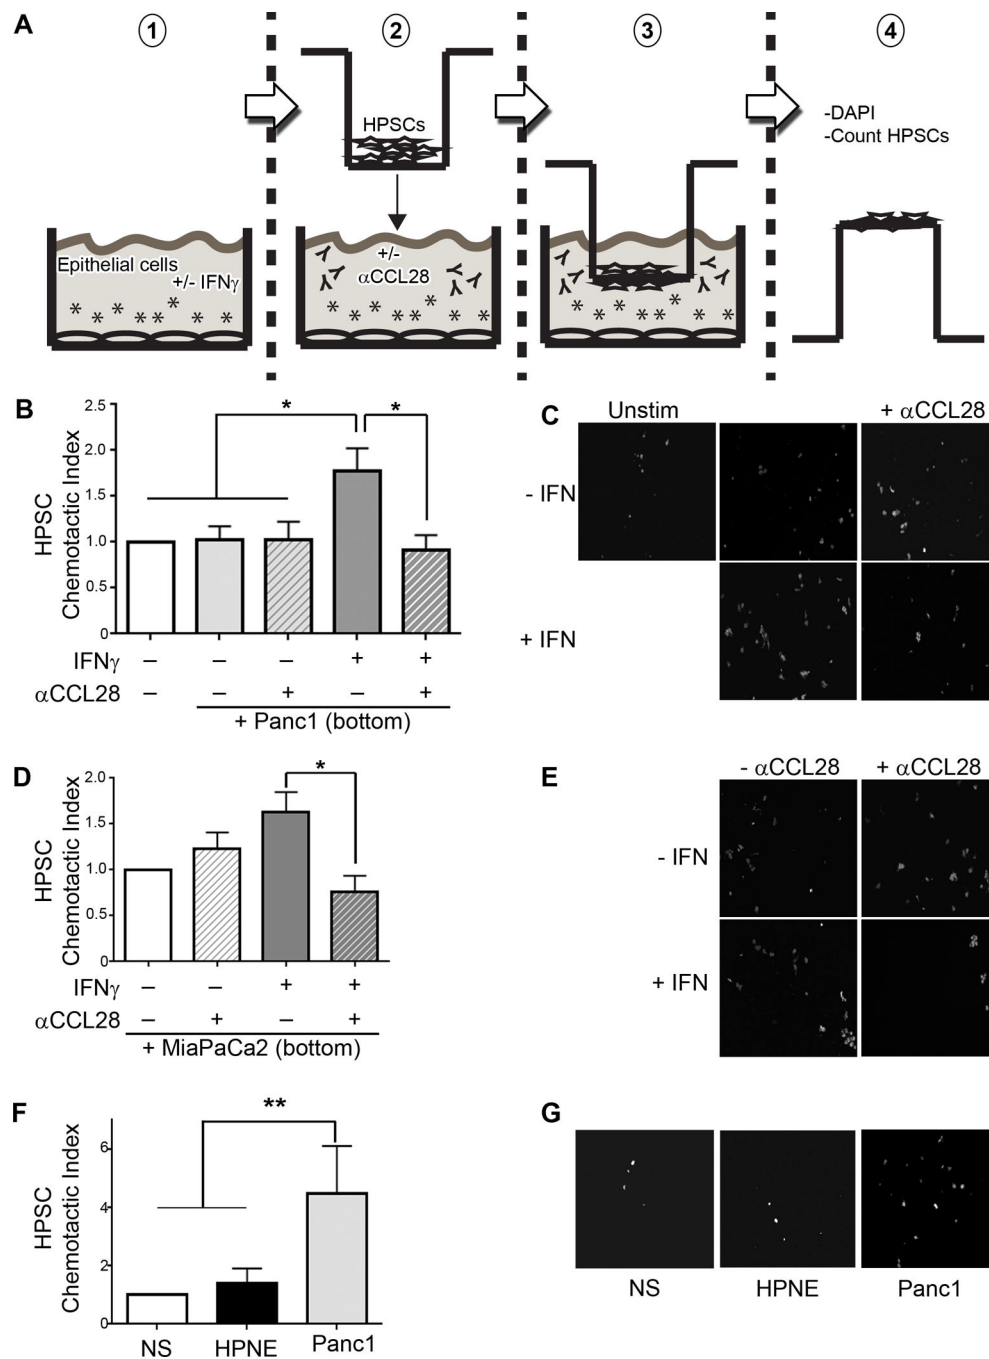 A
1
2
3
4
HPSCs
-DAPI
-Count HPSCs
Epithelial cells
+/- IFNγ
+/-
αCCL28
B
HPSC
Chemotactic Index
2.5
2.0
1.5
1.0
0.5
0
*
*
IFNγ – – – + +
αCCL28 – – + – +
+ Panc1 (bottom)
C
Unstim
+ αCCL28
- IFN
+ IFN
D
HPSC
Chemotactic Index
2.0
1.5
1.0
0.5
0
*
IFNγ – – + +
αCCL28 – + – +
+ MiaPaCa2 (bottom)
E
- αCCL28
+ αCCL28
- IFN
+ IFN
F
HPSC
Chemotactic Index
6
4
2
0
**
NS
HPNE
Panc1
G
NS
HPNE
Panc1